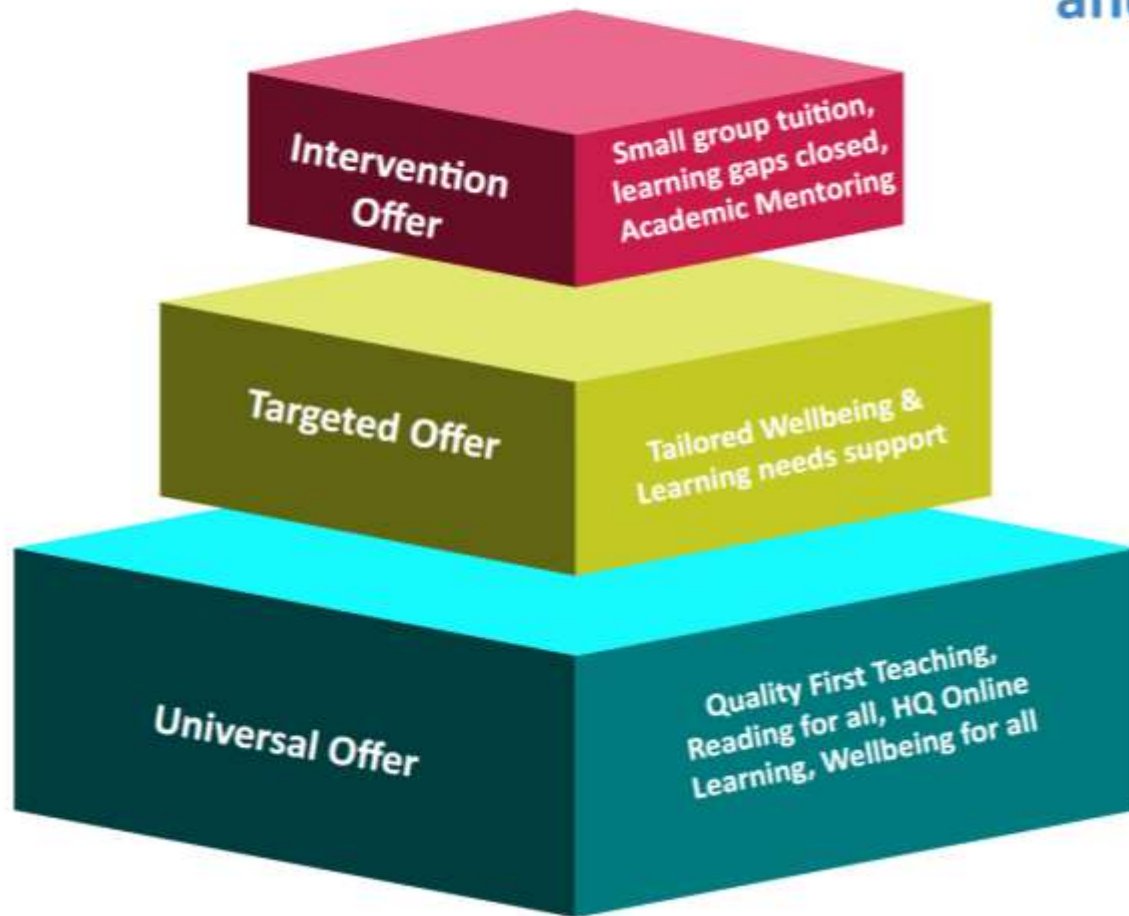 Intervention
Offer
Small group tuition,
learning gaps closed,
Academic Mentoring
Targeted Offer
Tailored Wellbeing &
Learning needs support
Universal Offer
Quality First Teaching,
Reading for all, HQ Online
Learning, Wellbeing for all